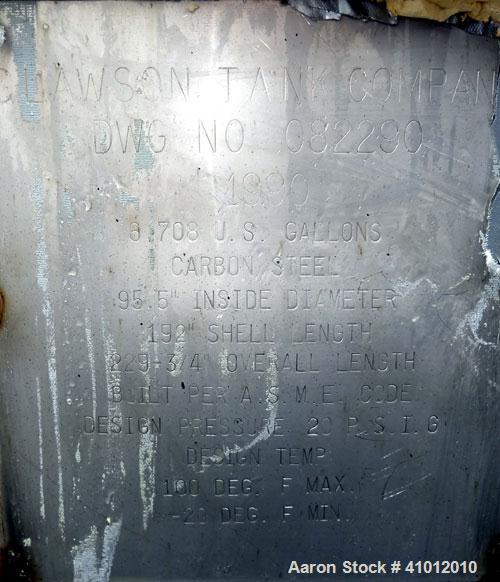 CLAWSON TANK COMPAN
DWG NO. 082290
1990
DESIGN PRESSURE 20 P.S.I.G
6,708 U.S. GALLONS
CARBON STEEL
95.5" INSIDE DIAMETER
192" SHELL LENGTH
229-3/4" OVERALL LENGTH
BUILT PER A.S.M.E. CODE
DESIGN TEMP
100 DEG. F MAX.
-20 DEG. F MIN.
Aaron Stock # 41012010